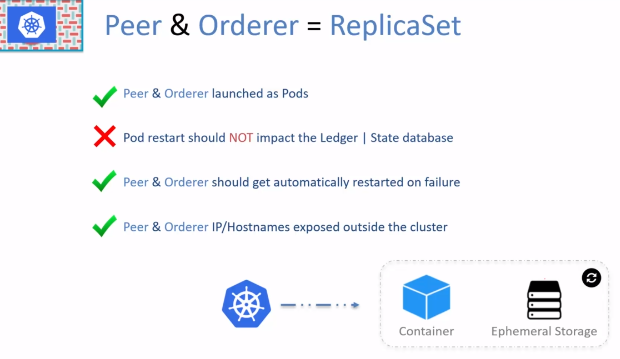 Peer & Orderer = ReplicaSet
Peer & Orderer launched as Pods
Pod restart should NOT impact the Ledger | State database
Peer & Orderer should get automatically restarted on failure
Peer & Orderer IP/Hostnames exposed outside the cluster
Container
Ephemeral Storage